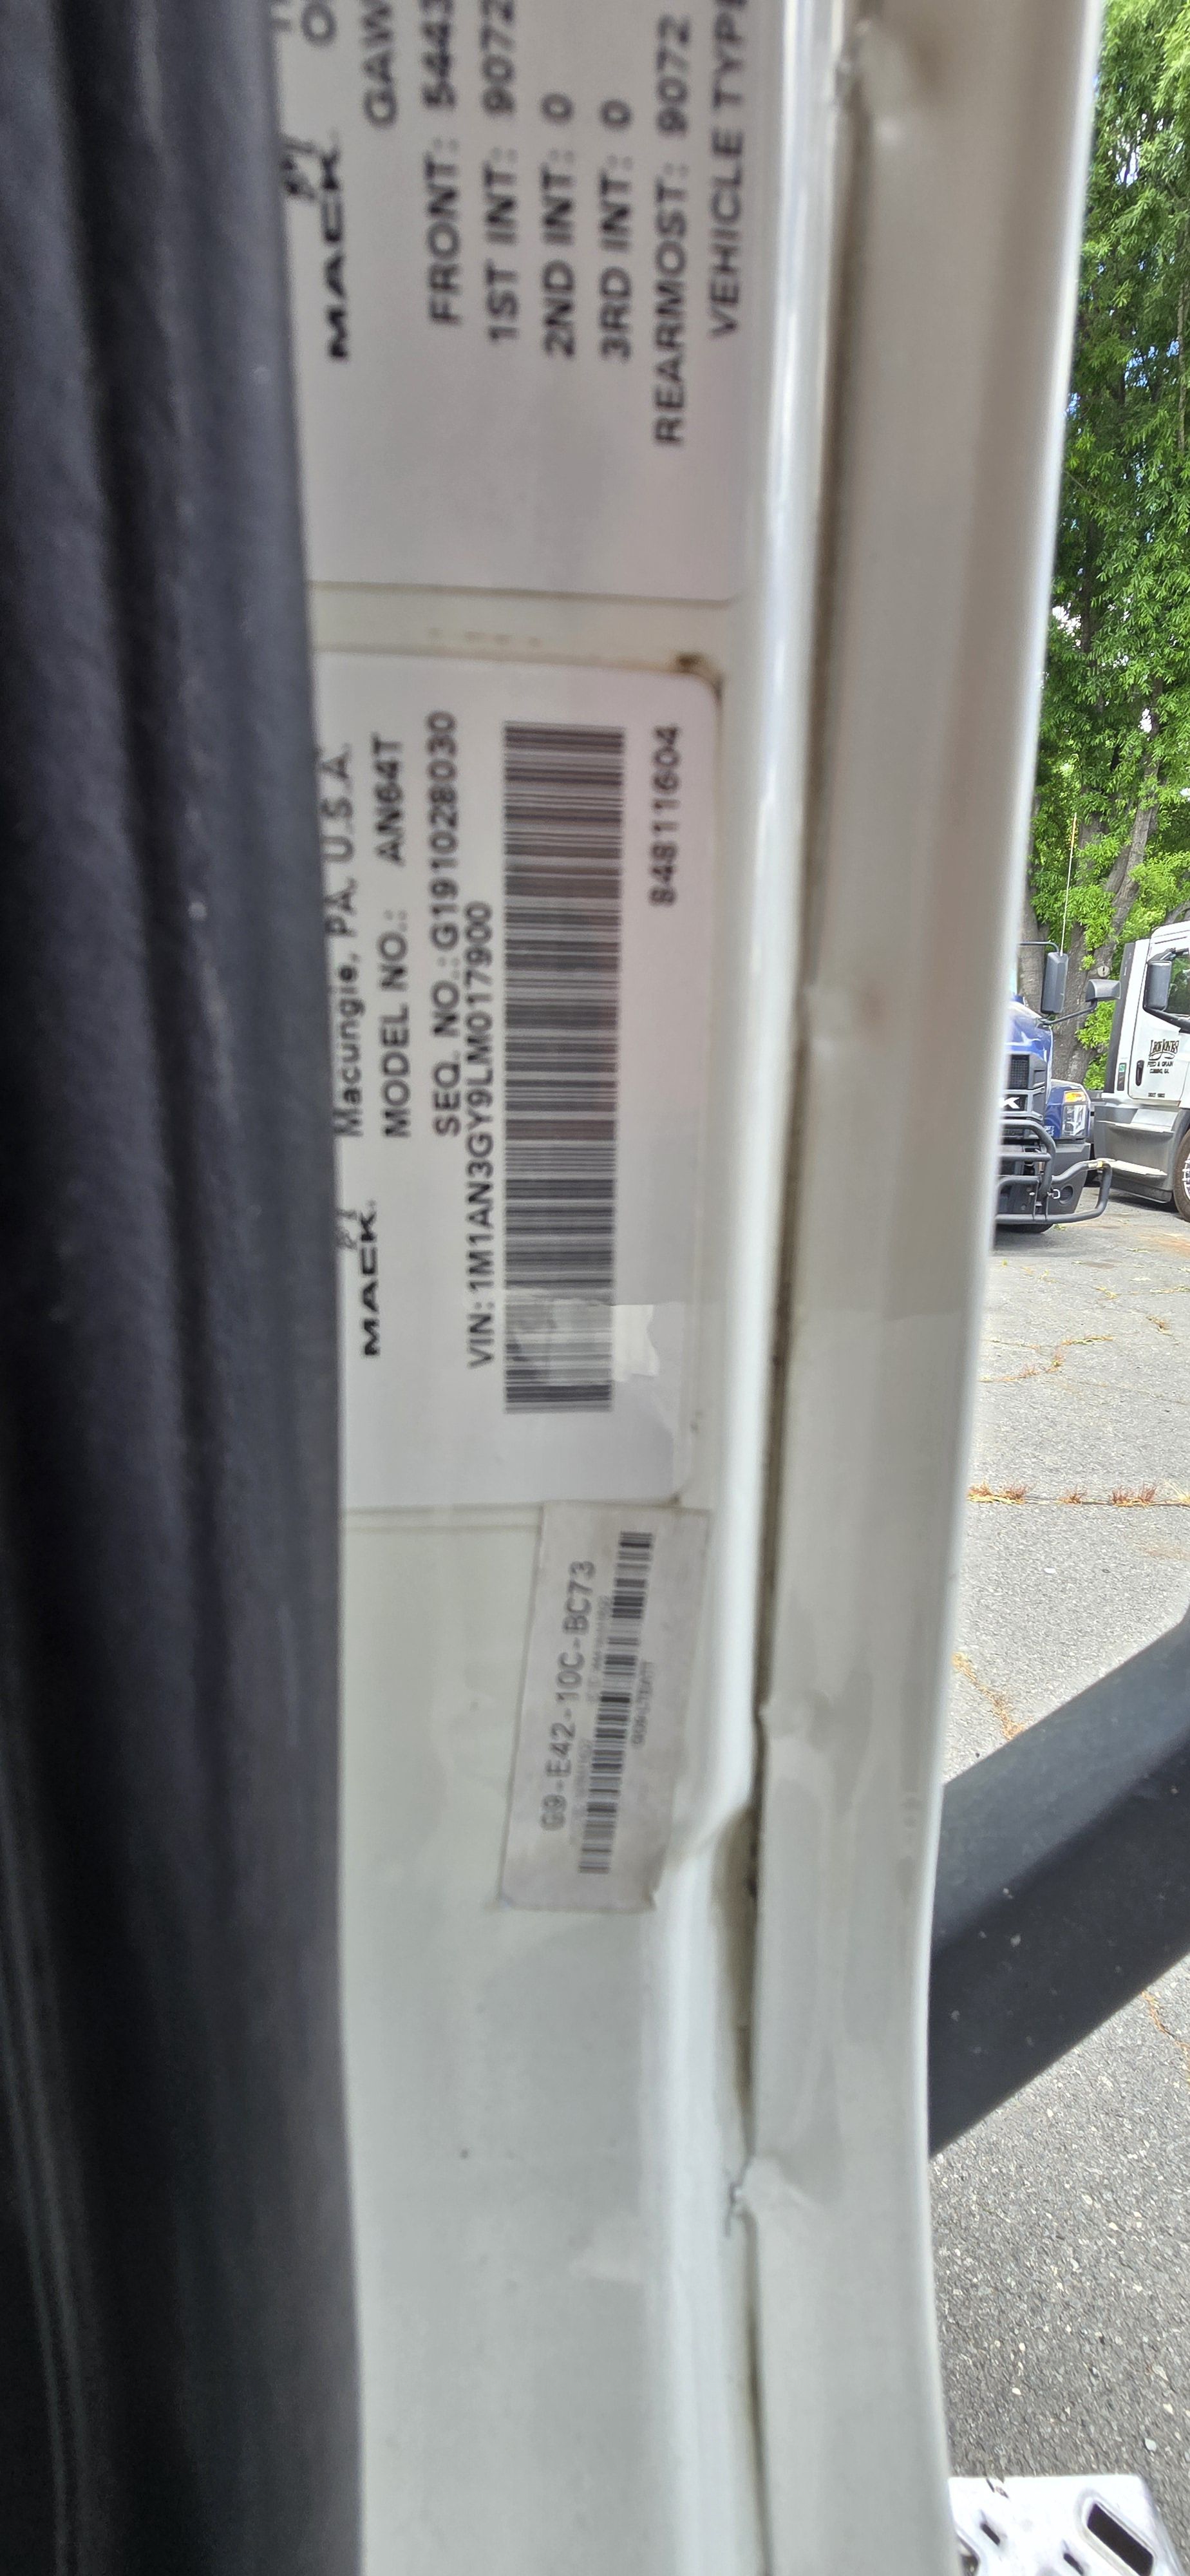 MACK
GAW
FRONT: 5443
1ST INT: 9072
2ND INT: 0
3RD INT: 0
REARMOST: 9072
VEHICLE TYPE
MACK
Macungie, PA, U.S.A.
MODEL NO.: AN64T
SEQ. NO.: G191028030
VIN: 1M1AN3GY9LM017900
84811604
G9-E42-10C-BC73